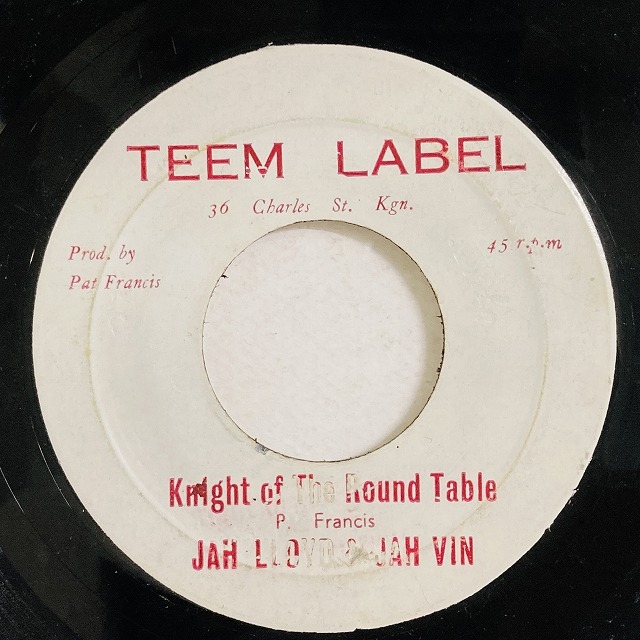 TEEM LABEL
36 Charles St. Kgn.
Prod. by
Pat Francis
45 r.p.m
Knight of The Round Table
P. Francis
JAH LLOYD & JAH VIN